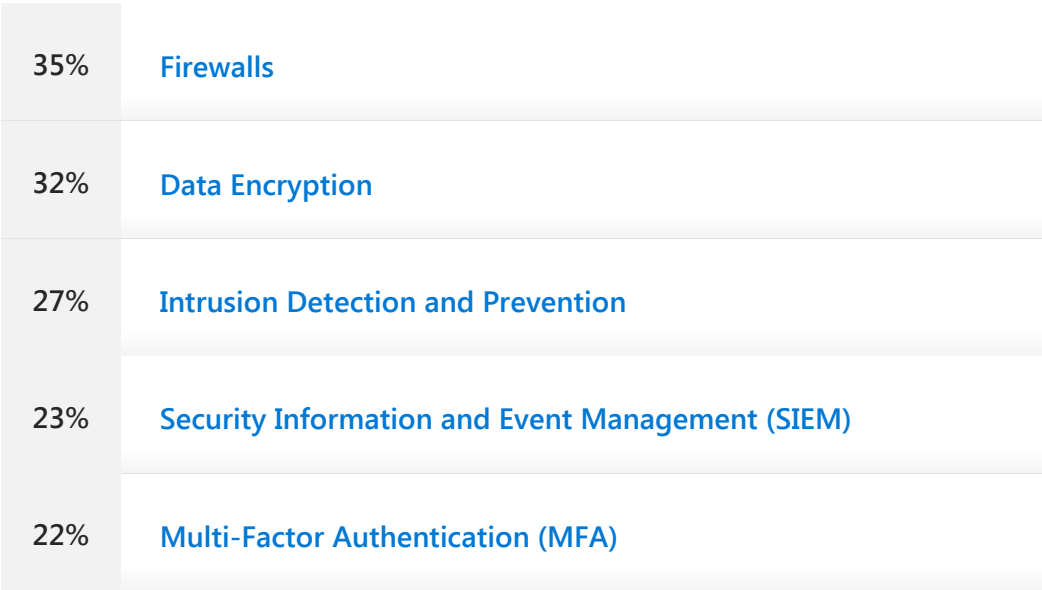 35% Firewalls
32% Data Encryption
27% Intrusion Detection and Prevention
23% Security Information and Event Management (SIEM)
22% Multi-Factor Authentication (MFA)